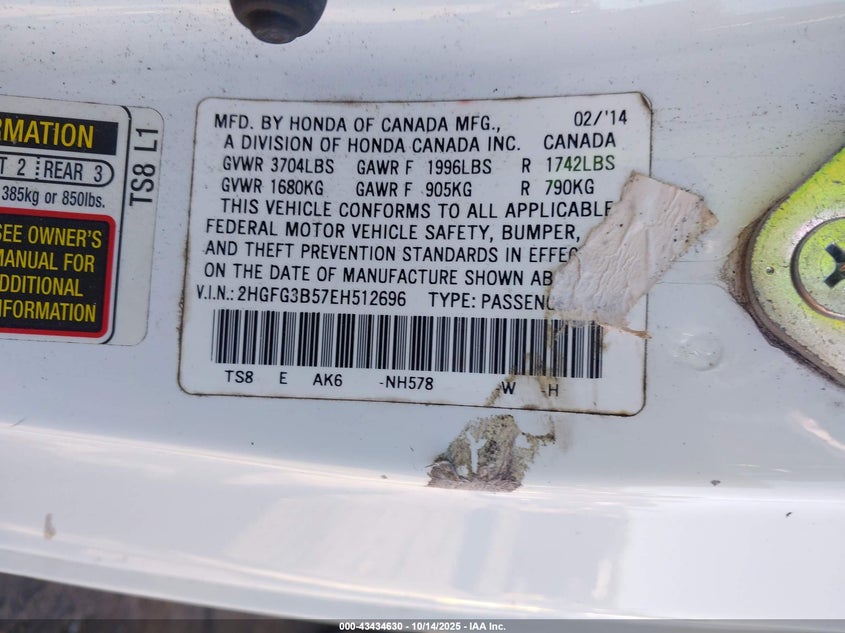 RMATION
T 2 REAR 3
385kg or 850lbs.
SEE OWNER'S
MANUAL FOR
ADDITIONAL
INFORMATION
TS8 L1
MFD. BY HONDA OF CANADA MFG., 02/'14
A DIVISION OF HONDA CANADA INC. CANADA
GVWR 3704LBS GAWR F 1996LBS R 1742LBS
GVWR 1680KG GAWR F 905KG R 790KG
THIS VEHICLE CONFORMS TO ALL APPLICABLE
FEDERAL MOTOR VEHICLE SAFETY, BUMPER,
AND THEFT PREVENTION STANDARDS IN EFFEC
ON THE DATE OF MANUFACTURE SHOWN AB
V.I.N.: 2HGFG3B57EH512696 TYPE: PASSEN
TS8 E AK6 -NH578 W -H
000-43434630 | 10/14/2025 | IAA Inc.